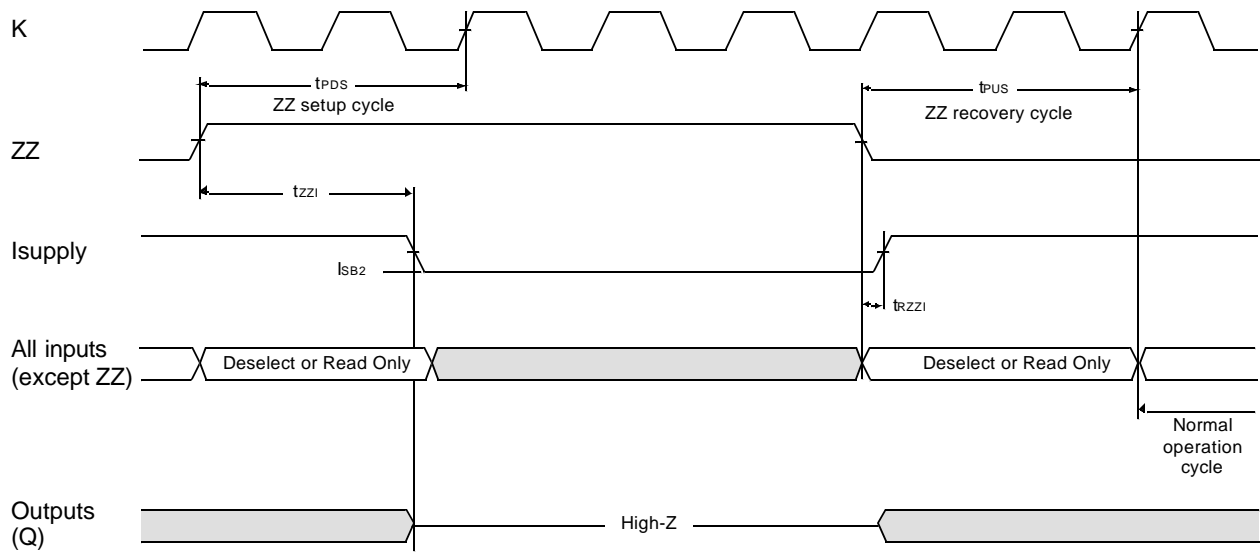 K
tPDS
ZZ setup cycle
tPUS
ZZ recovery cycle
ZZ
tZZI
Isupply
ISB2
tRZZI
All inputs
(except ZZ)
Deselect or Read Only
Deselect or Read Only
Normal
operation
cycle
Outputs
(Q)
High-Z